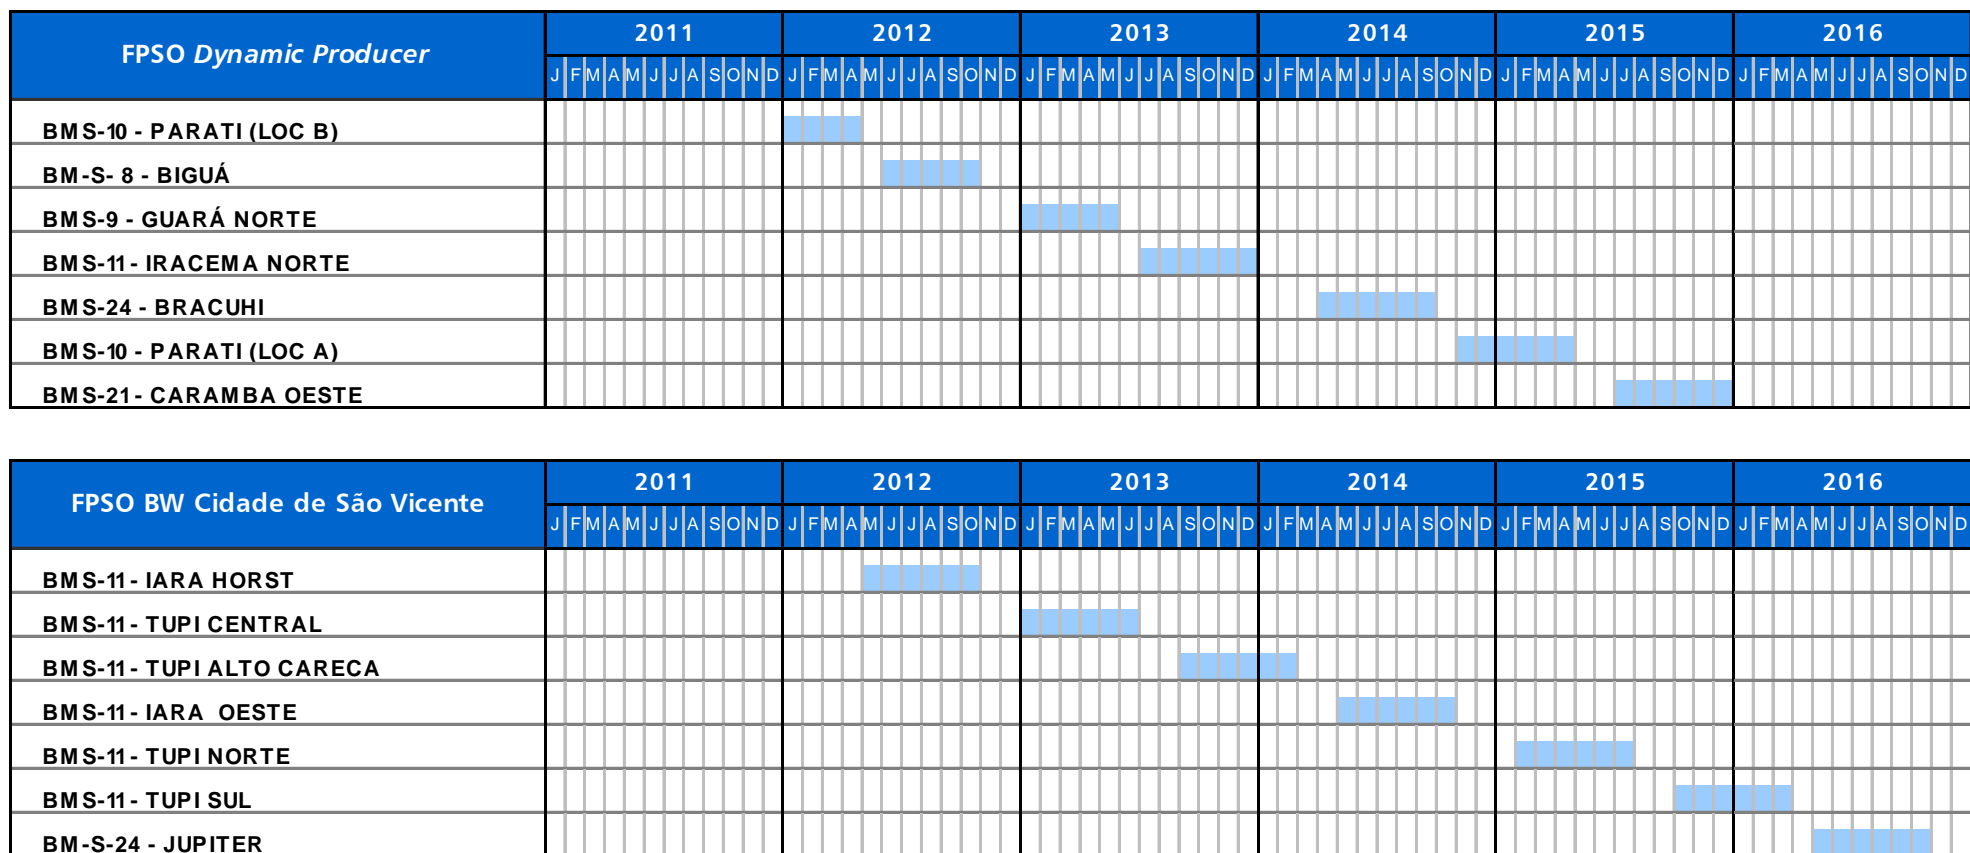 FPSO Dynamic Producer
2011 2012 2013 2014 2015 2016
J F M A M J J A S O N D J F M A M J J A S O N D J F M A M J J A S O N D J F M A M J J A S O N D J F M A M J J A S O N D J F M A M J J A S O N D
BMS-10 - PARATI (LOC B)
BM-S- 8 - BIGUÁ
BMS-9 - GUARÁ NORTE
BMS-11 - IRACEMA NORTE
BMS-24 - BRACUHI
BMS-10 - PARATI (LOC A)
BMS-21 - CARAMBA OESTE
FPSO BW Cidade de São Vicente
2011 2012 2013 2014 2015 2016
J F M A M J J A S O N D J F M A M J J A S O N D J F M A M J J A S O N D J F M A M J J A S O N D J F M A M J J A S O N D J F M A M J J A S O N D
BMS-11 - IARA HORST
BMS-11 - TUPI CENTRAL
BMS-11 - TUPI ALTO CARECA
BMS-11 - IARA OESTE
BMS-11 - TUPI NORTE
BMS-11 - TUPI SUL
BM-S-24 - JUPITER